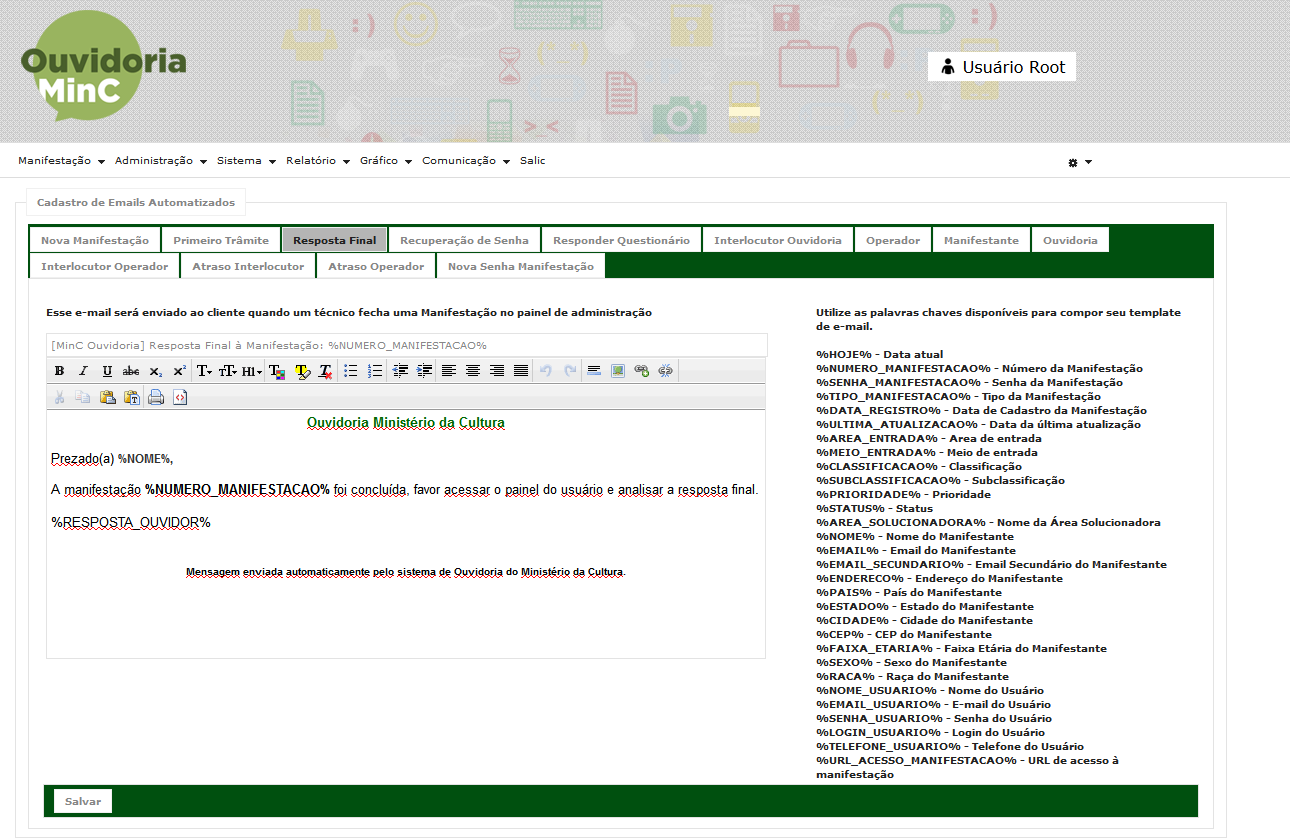 Ouvidoria
MinC
Usuário Root
Manifestação Administração Sistema Relatório Gráfico Comunicação Salic
Cadastro de Emails Automatizados
Nova Manifestação Primeiro Trâmite Resposta Final Recuperação de Senha Responder Questionário Interlocutor Ouvidoria Operador Manifestante Ouvidoria
Interlocutor Operador Atraso Interlocutor Atraso Operador Nova Senha Manifestação
Esse e-mail será enviado ao cliente quando um técnico fecha uma Manifestação no painel de administração
[MinC Ouvidoria] Resposta Final à Manifestação: %NUMERO_MANIFESTACAO%
Ouvidoria Ministério da Cultura
Prezado(a) %NOME%,
A manifestação %NUMERO_MANIFESTACAO% foi concluída, favor acessar o painel do usuário e analisar a resposta final.
%RESPOSTA_OUVIDOR%
Mensagem enviada automaticamente pelo sistema de Ouvidoria do Ministério da Cultura.
Utilize as palavras chaves disponíveis para compor seu template
de e-mail.
%HOJE% - Data atual
%NUMERO_MANIFESTACAO% - Número da Manifestação
%SENHA_MANIFESTACAO% - Senha da Manifestação
%TIPO_MANIFESTACAO% - Tipo da Manifestação
%DATA_REGISTRO% - Data de Cadastro da Manifestação
%ULTIMA_ATUALIZACAO% - Data da última atualização
%AREA_ENTRADA% - Area de entrada
%MEIO_ENTRADA% - Meio de entrada
%CLASSIFICACAO% - Classificação
%SUBCLASSIFICACAO% - Subclassificação
%PRIORIDADE% - Prioridade
%STATUS% - Status
%AREA_SOLUCIONADORA% - Nome da Área Solucionadora
%NOME% - Nome do Manifestante
%EMAIL% - Email do Manifestante
%EMAIL_SECUNDARIO% - Email Secundário do Manifestante
%ENDERECO% - Endereço do Manifestante
%PAIS% - País do Manifestante
%ESTADO% - Estado do Manifestante
%CIDADE% - Cidade do Manifestante
%CEP% - CEP do Manifestante
%FAIXA_ETARIA% - Faixa Etária do Manifestante
%SEXO% - Sexo do Manifestante
%RACA% - Raça do Manifestante
%NOME_USUARIO% - Nome do Usuário
%EMAIL_USUARIO% - E-mail do Usuário
%SENHA_USUARIO% - Senha do Usuário
%LOGIN_USUARIO% - Login do Usuário
%TELEFONE_USUARIO% - Telefone do Usuário
%URL_ACESSO_MANIFESTACAO% - URL de acesso à
manifestação
Salvar